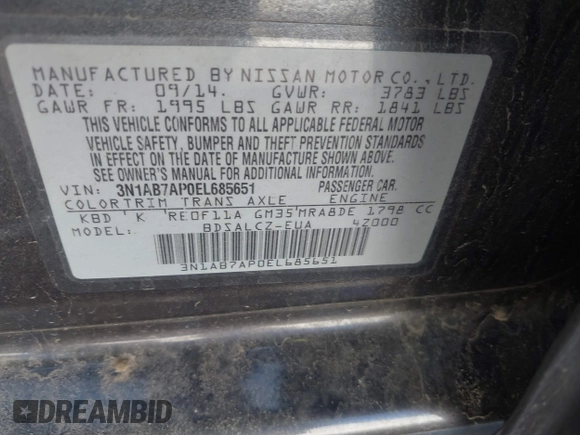 MANUFACTURED BY NISSAN MOTOR CO., LTD.
DATE: 09/14. GVWR: 3783 LBS
GAWR FR: 1995 LBS GAWR RR: 1841 LBS
THIS VEHICLE CONFORMS TO ALL APPLICABLE FEDERAL MOTOR
VEHICLE SAFETY, BUMPER AND THEFT PREVENTION STANDARDS
IN EFFECT ON THE DATE OF MANUFACTURE SHOWN ABOVE.
SEE OWNER'S MANUAL FOR ADDITIONAL INFORMATION.
VIN: 3N1AB7AP0EL685651 PASSENGER CAR.
COLOR TRIM TRANS AXLE ENGINE
KBD 'K 'RE0F11A GM35'MRA8DE 1798 CC
BDSALCZ-EUA 4Z000
3N1AB7AP0EL685651
DREAMBID